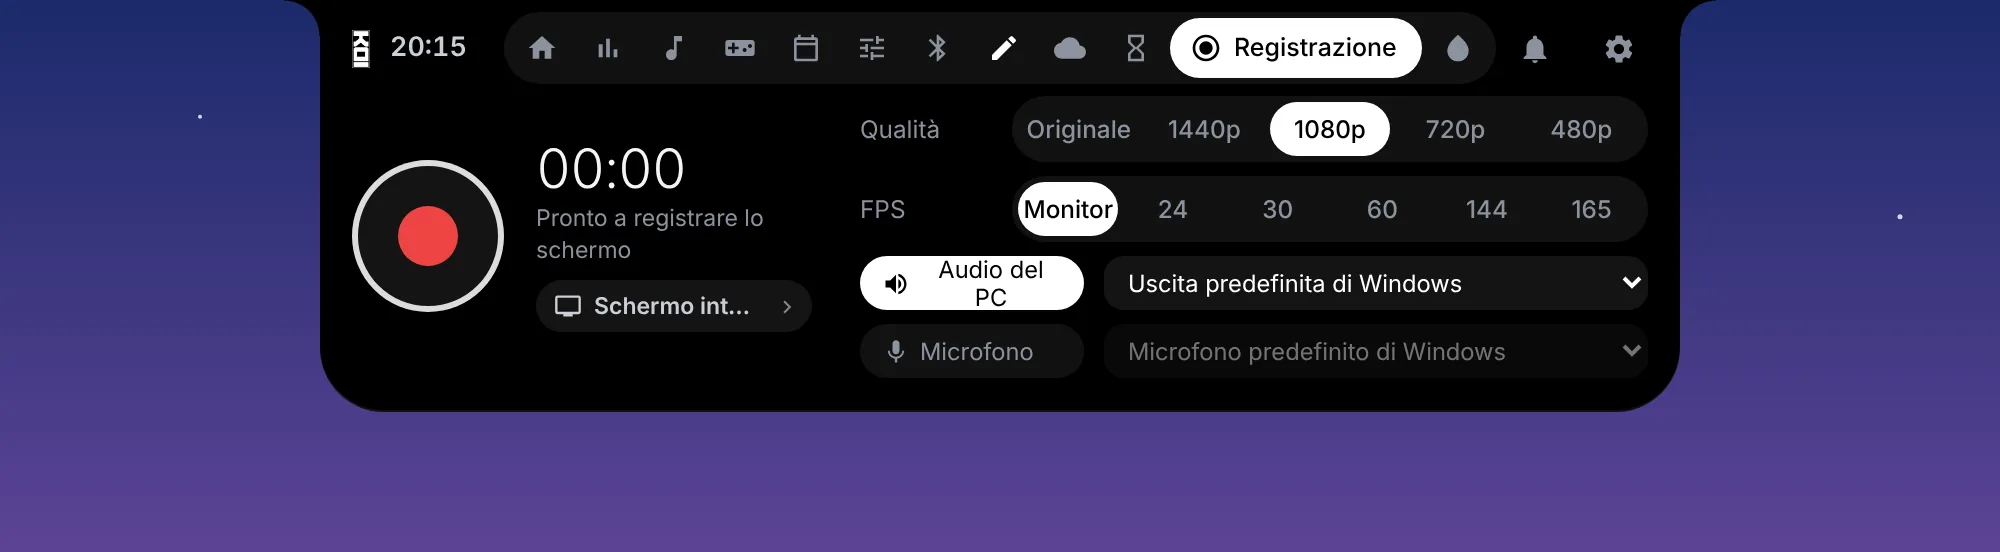 KOI
20:15
Registrazione
00:00
Pronto a registrare lo
schermo
Schermo int...
Qualità
Originale 1440p 1080p 720p 480p
FPS
Monitor 24 30 60 144 165
Audio del
PC
Uscita predefinita di Windows
Microfono
Microfono predefinito di Windows